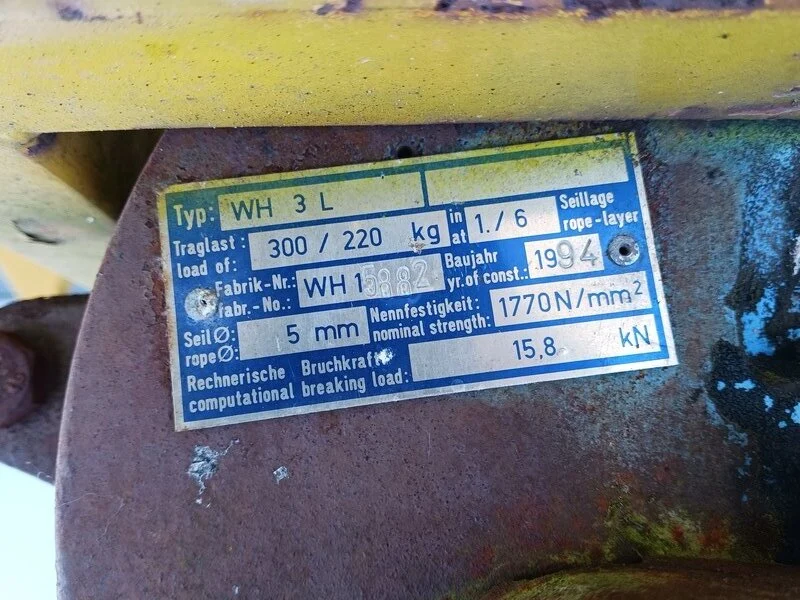 Typ: WH 3 L
Traglast: load of: 300 / 220 kg in at 1. / 6 Seillage rope-layer
Fabrik-Nr.: fabr.-No.: WH 15882 Baujahr yr. of const.: 1994
Seil Ø: rope Ø: 5 mm Nennfestigkeit: nominal strength: 1770 N/mm²
Rechnerische Bruchkraft
computational breaking load: 15,8 kN